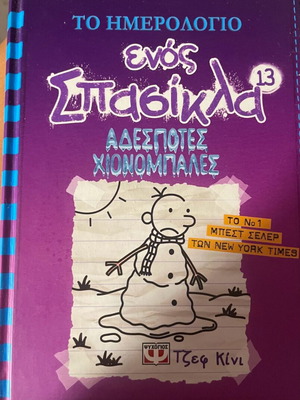 ΤΟ ΗΜΕΡΟΛΟΓΙΟ
ενός
Σπασίκλα 13
ΑΔΕΣΠΟΤΕΣ
ΧΙΟΝΟΜΠΑΛΕΣ
ΤΟ Νο 1
ΜΠΕΣΤ ΣΕΛΕΡ
ΤΩΝ NEW YORK TIMES
ΨΥΧΟΓΙΟΣ
Τζεφ Κίνι